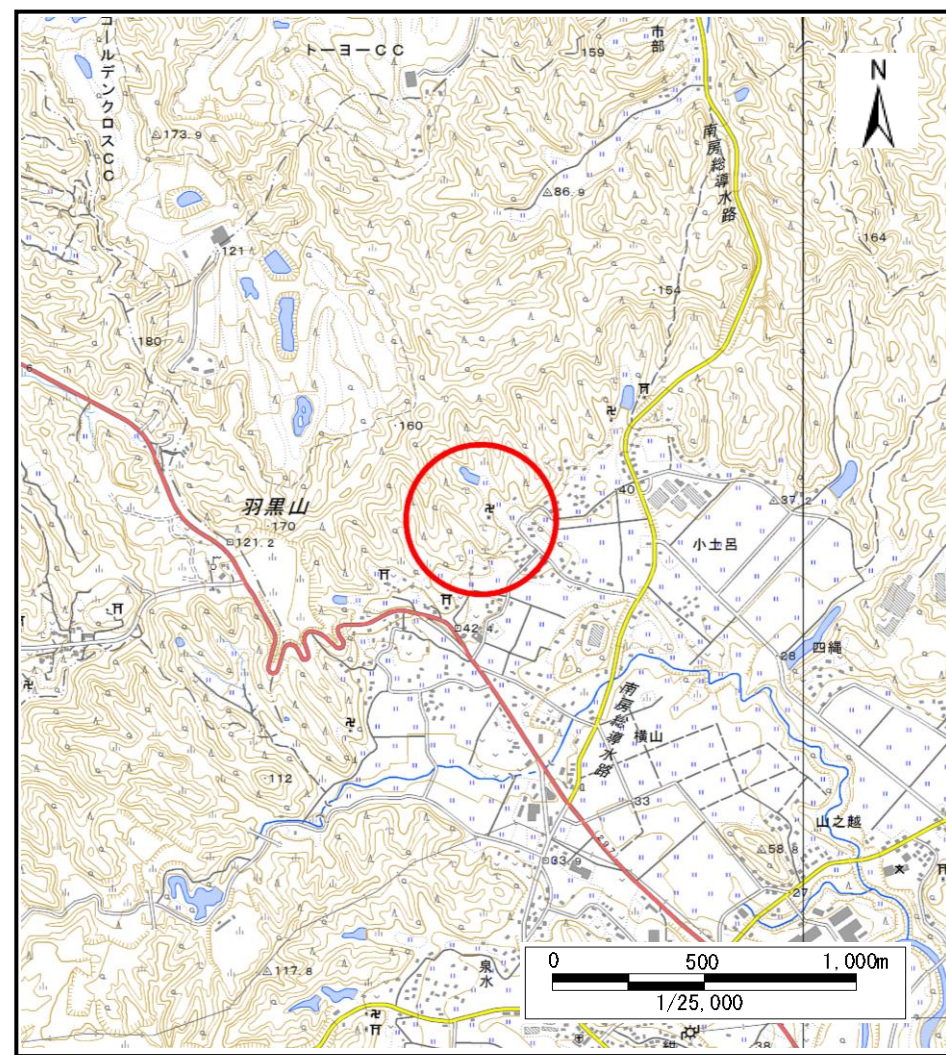 ゴールデンクロスCC
トーヨーCC
市部
159
N
173.9
南房総導水路
86.9
121
164
154
180
160
羽黒山
170
121.2
40
37.2
小土呂
42.4
28
四縄
南房総導水路
横山
112
33
山之越
58.8
33.9
27
117.8
泉水
38
0 500 1,000m
1/25,000